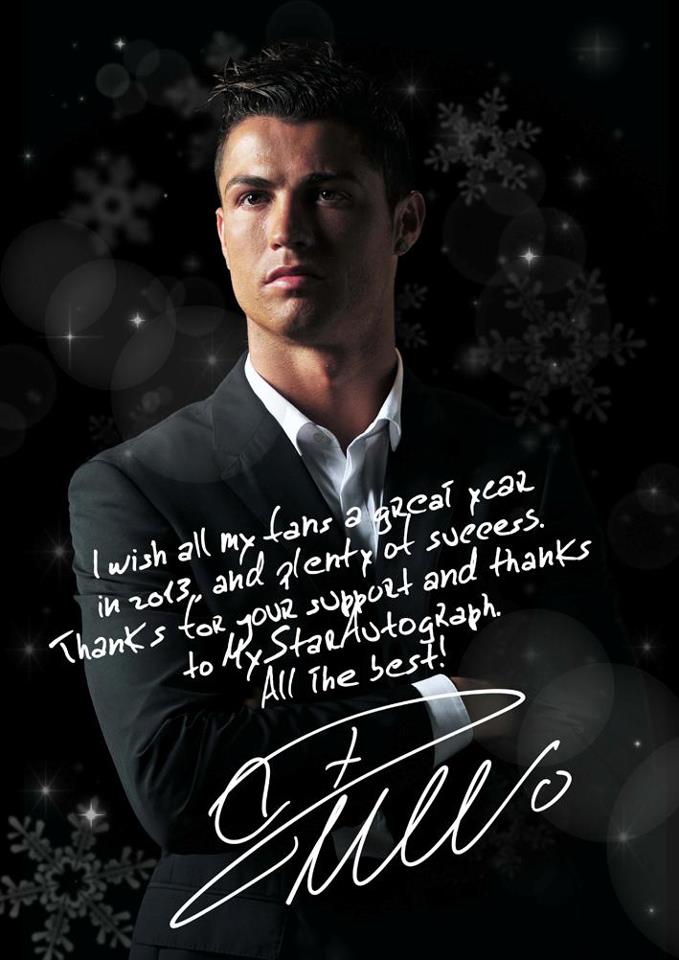 I wish all my fans a great year
in 2013, and plenty of success.
Thanks for your support and thanks
to MyStarAutograph.
All the best!